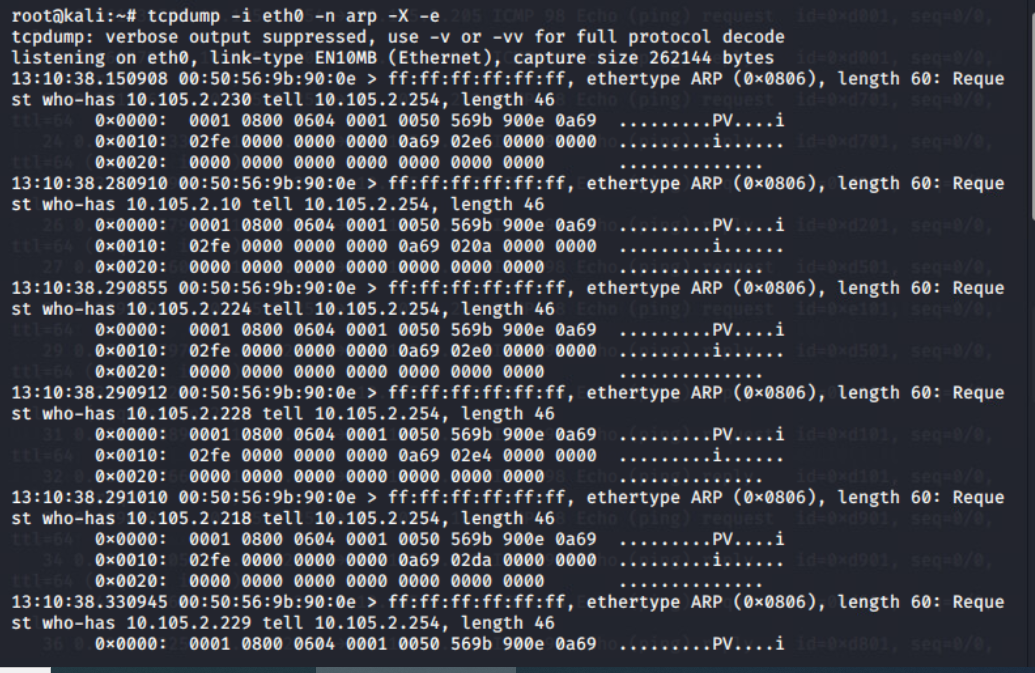 root@kali:~# tcpdump -i eth0 -n arp -X -e
tcpdump: verbose output suppressed, use -v or -vv for full protocol decode
listening on eth0, link-type EN10MB (Ethernet), capture size 262144 bytes
13:10:38.150908 00:50:56:9b:90:0e > ff:ff:ff:ff:ff:ff, ethertype ARP (0×0806), length 60: Reque
st who-has 10.105.2.230 tell 10.105.2.254, length 46
0×0000:  0001 0800 0604 0001 0050 569b 900e 0a69  .........PV....i
0×0010:  02fe 0000 0000 0000 0a69 02e6 0000 0000  .........i......
0×0020:  0000 0000 0000 0000 0000 0000 0000       ..............
13:10:38.280910 00:50:56:9b:90:0e > ff:ff:ff:ff:ff:ff, ethertype ARP (0×0806), length 60: Reque
st who-has 10.105.2.10 tell 10.105.2.254, length 46
0×0000:  0001 0800 0604 0001 0050 569b 900e 0a69  .........PV....i
0×0010:  02fe 0000 0000 0000 0a69 020a 0000 0000  .........i......
0×0020:  0000 0000 0000 0000 0000 0000 0000       ..............
13:10:38.290855 00:50:56:9b:90:0e > ff:ff:ff:ff:ff:ff, ethertype ARP (0×0806), length 60: Reque
st who-has 10.105.2.224 tell 10.105.2.254, length 46
0×0000:  0001 0800 0604 0001 0050 569b 900e 0a69  .........PV....i
0×0010:  02fe 0000 0000 0000 0a69 02e0 0000 0000  .........i......
0×0020:  0000 0000 0000 0000 0000 0000 0000       ..............
13:10:38.290912 00:50:56:9b:90:0e > ff:ff:ff:ff:ff:ff, ethertype ARP (0×0806), length 60: Reque
st who-has 10.105.2.228 tell 10.105.2.254, length 46
0×0000:  0001 0800 0604 0001 0050 569b 900e 0a69  .........PV....i
0×0010:  02fe 0000 0000 0000 0a69 02e4 0000 0000  .........i......
0×0020:  0000 0000 0000 0000 0000 0000 0000       ..............
13:10:38.291010 00:50:56:9b:90:0e > ff:ff:ff:ff:ff:ff, ethertype ARP (0×0806), length 60: Reque
st who-has 10.105.2.218 tell 10.105.2.254, length 46
0×0000:  0001 0800 0604 0001 0050 569b 900e 0a69  .........PV....i
0×0010:  02fe 0000 0000 0000 0a69 02da 0000 0000  .........i......
0×0020:  0000 0000 0000 0000 0000 0000 0000       ..............
13:10:38.330945 00:50:56:9b:90:0e > ff:ff:ff:ff:ff:ff, ethertype ARP (0×0806), length 60: Reque
st who-has 10.105.2.229 tell 10.105.2.254, length 46
0×0000:  0001 0800 0604 0001 0050 569b 900e 0a69  .........PV....i